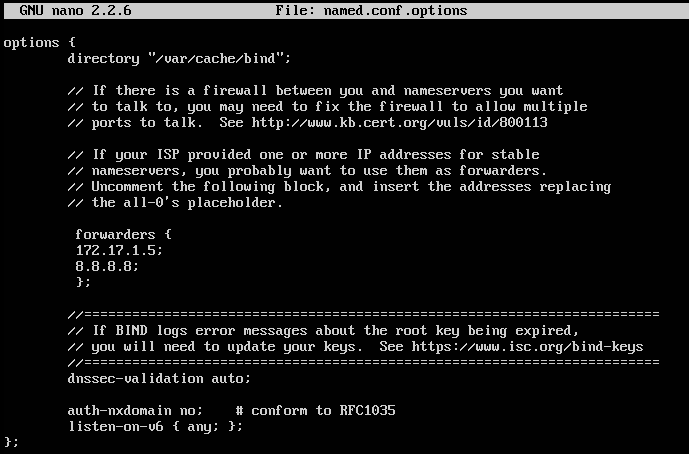 GNU nano 2.2.6 File: named.conf.options
options {
directory "/var/cache/bind";
// If there is a firewall between you and nameservers you want
// to talk to, you may need to fix the firewall to allow multiple
// ports to talk.  See http://www.kb.cert.org/vuls/id/800113
// If your ISP provided one or more IP addresses for stable
// nameservers, you probably want to use them as forwarders.
// Uncomment the following block, and insert the addresses replacing
// the all-0's placeholder.
forwarders {
172.17.1.5;
8.8.8.8;
};
//========================================================================
// If BIND logs error messages about the root key being expired,
// you will need to update your keys.  See https://www.isc.org/bind-keys
//========================================================================
dnssec-validation auto;
auth-nxdomain no;    # conform to RFC1035
listen-on-v6 { any; };
};